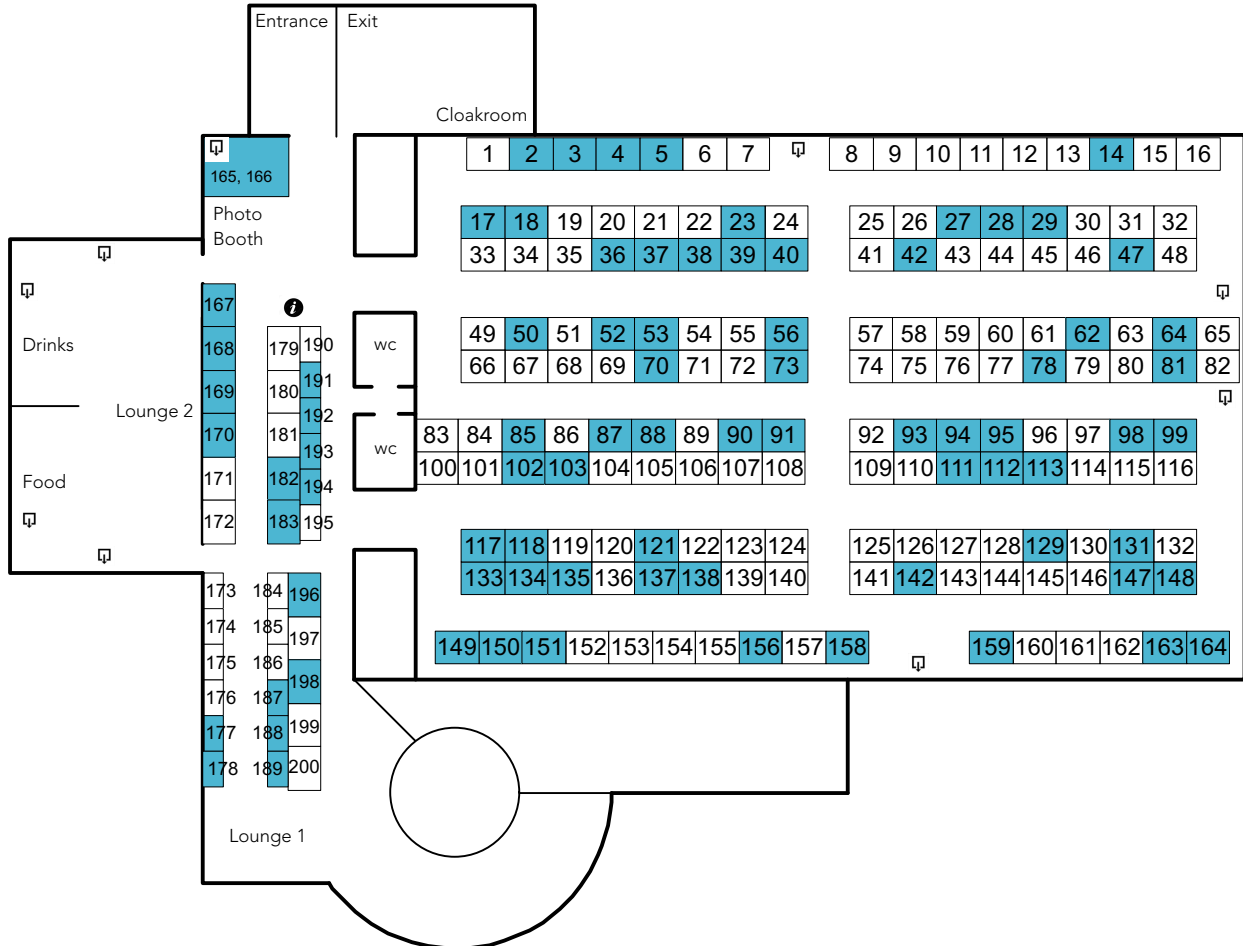 Entrance Exit
Cloakroom
1 2 3 4 5 6 7 8 9 10 11 12 13 14 15 16
165, 166
Photo
Booth
17 18 19 20 21 22 23 24 25 26 27 28 29 30 31 32
33 34 35 36 37 38 39 40 41 42 43 44 45 46 47 48
49 50 51 52 53 54 55 56 57 58 59 60 61 62 63 64 65
66 67 68 69 70 71 72 73 74 75 76 77 78 79 80 81 82
83 84 85 86 87 88 89 90 91 92 93 94 95 96 97 98 99
100 101 102 103 104 105 106 107 108 109 110 111 112 113 114 115 116
117 118 119 120 121 122 123 124 125 126 127 128 129 130 131 132
133 134 135 136 137 138 139 140 141 142 143 144 145 146 147 148
149 150 151 152 153 154 155 156 157 158 159 160 161 162 163 164
i
wc
wc
Drinks
Lounge 2
Food
167
168
169
170
171
172
179
180
181
182
183
190
191
192
193
194
195
173
174
175
176
177
178
184
185
186
187
188
189
196
197
198
199
200
Lounge 1